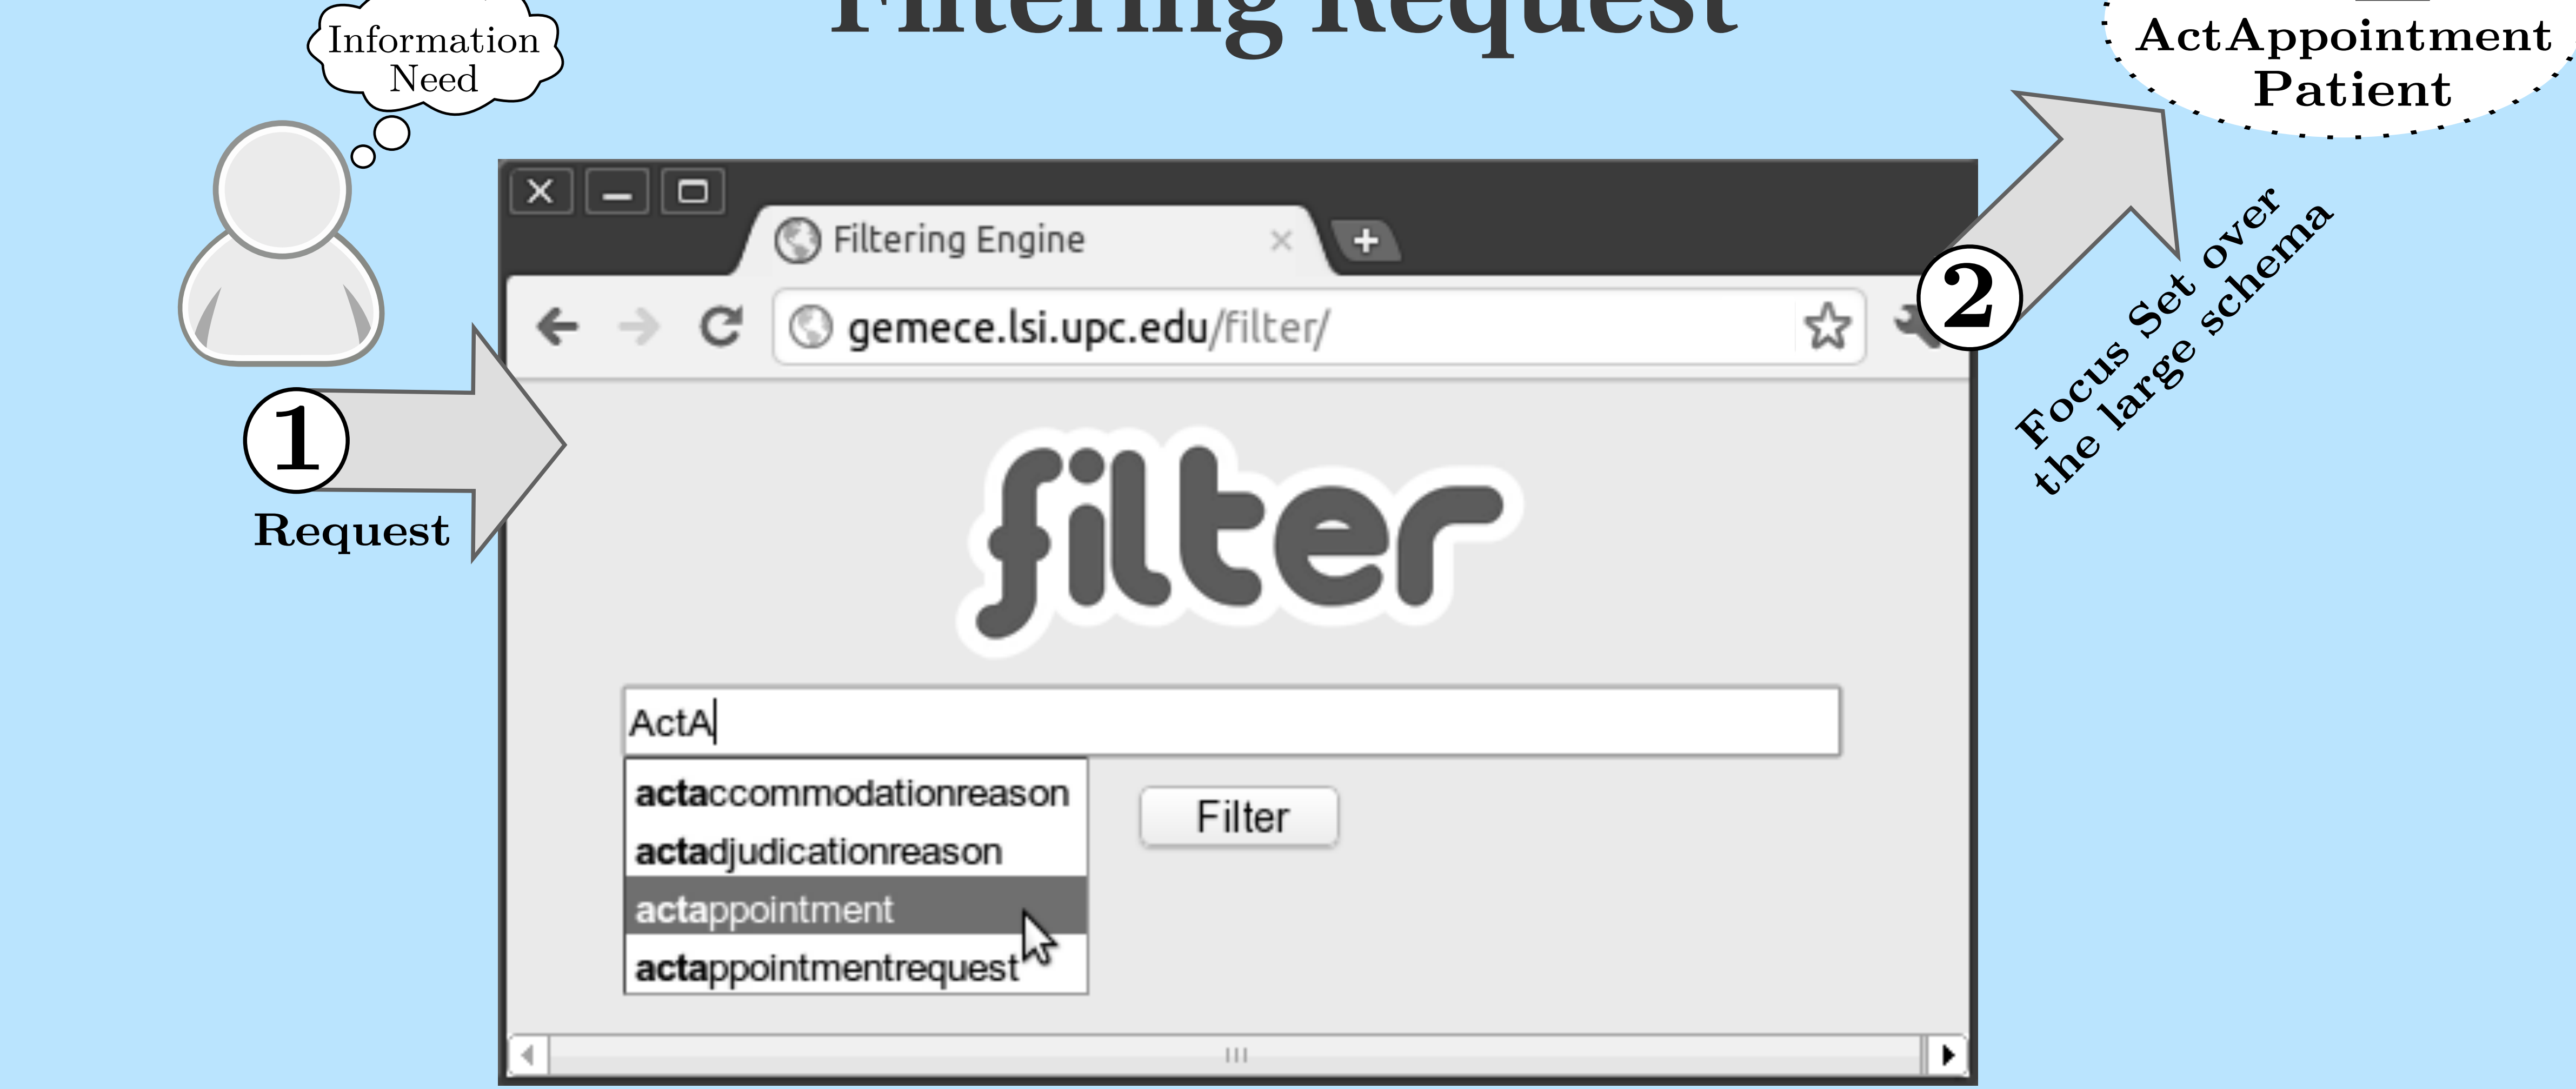 Filtering Request
Information
Need
ActAppointment
Patient
Filtering Engine
gemece.lsi.upc.edu/filter/
1
Request
2
Focus Set over
the large schema
filter
ActA
actaccommodationreason
actadjudicationreason
actappointment
actappointmentrequest
Filter